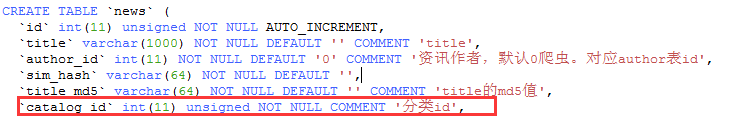 CREATE TABLE `news` (
`id` int(11) unsigned NOT NULL AUTO_INCREMENT,
`title` varchar(1000) NOT NULL DEFAULT '' COMMENT 'title',
`author_id` int(11) NOT NULL DEFAULT '0' COMMENT '资讯作者，默认0爬虫。对应author表id',
`sim_hash` varchar(64) NOT NULL DEFAULT '',
`title_md5` varchar(64) NOT NULL DEFAULT '' COMMENT 'title的md5值',
`catalog_id` int(11) unsigned NOT NULL COMMENT '分类id',